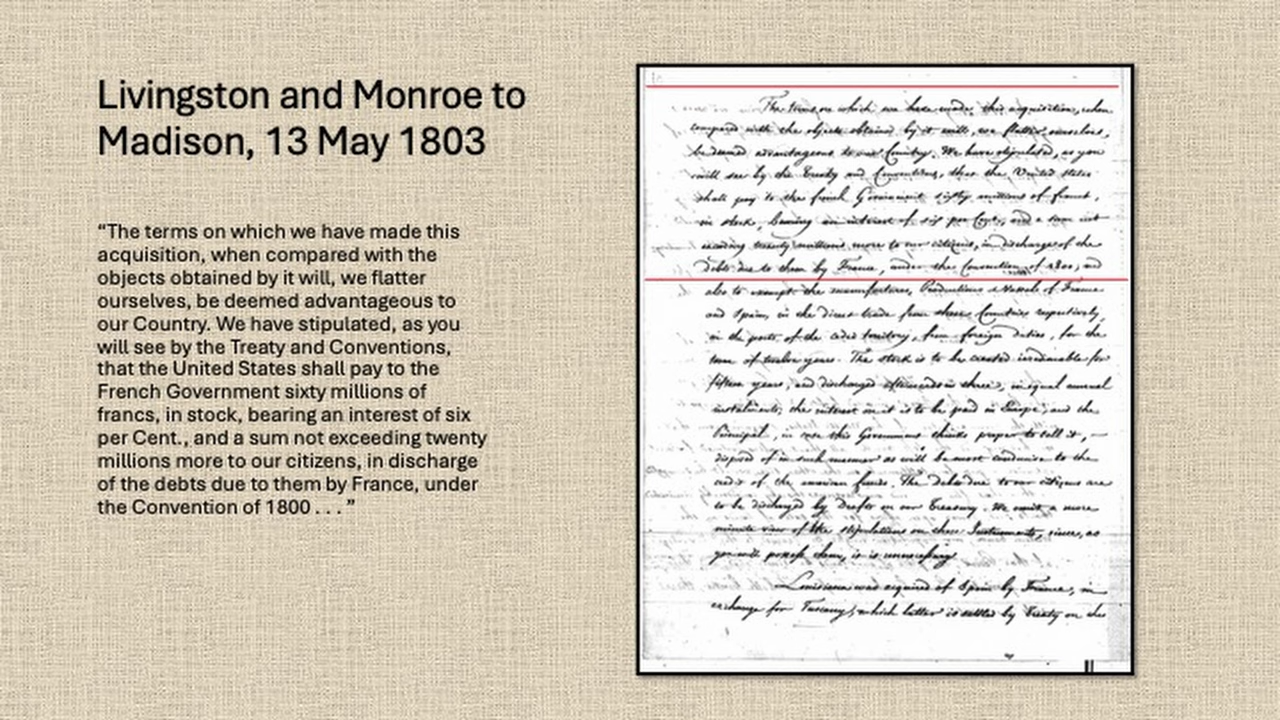 Livingston and Monroe to
Madison, 13 May 1803
“The terms on which we have made this
acquisition, when compared with the
objects obtained by it will, we flatter
ourselves, be deemed advantageous to
our Country. We have stipulated, as you
will see by the Treaty and Conventions,
that the United States shall pay to the
French Government sixty millions of
francs, in stock, bearing an interest of six
per Cent., and a sum not exceeding twenty
millions more to our citizens, in discharge
of the debts due to them by France, under
the Convention of 1800 . . . ”
The terms on which we have made this acquisition, when
compared with the objects obtained by it will, we flatter ourselves,
be deemed advantageous to our Country. We have stipulated, as you
will see by the Treaty and Conventions, that the United States
shall pay to the french Government sixty millions of francs,
in stock, bearing an interest of six per Cent, and a sum not
exceeding twenty millions more to our citizens, in discharge of the
debts due to them by France, under the Convention of 1800, and
also to exempt the manufactures, Productions & Vessels of France
and Spain, in the direct trade from those Countries respectively,
in the ports of the ceded territory, from foreign duties, for the
term of twelve years. The stock is to be created irredeemable for
fifteen years, and discharged afterwards in three, in equal annual
instalments, the interest on it is to be paid in Europe, and the
Principal, in case this Government thinks proper to sell it,
disposed of in such manner as will be most conducive to the
credit of the american funds. The debts due to our citizens are
to be discharged by Drafts on our Treasury. We omit a more
minute view of the stipulations of these Instruments, since, as
you will possess them, it is unnecessary
Louisiana was acquired of Spain by France, in
exchange for Tuscany, which latter is settled by Treaty on the